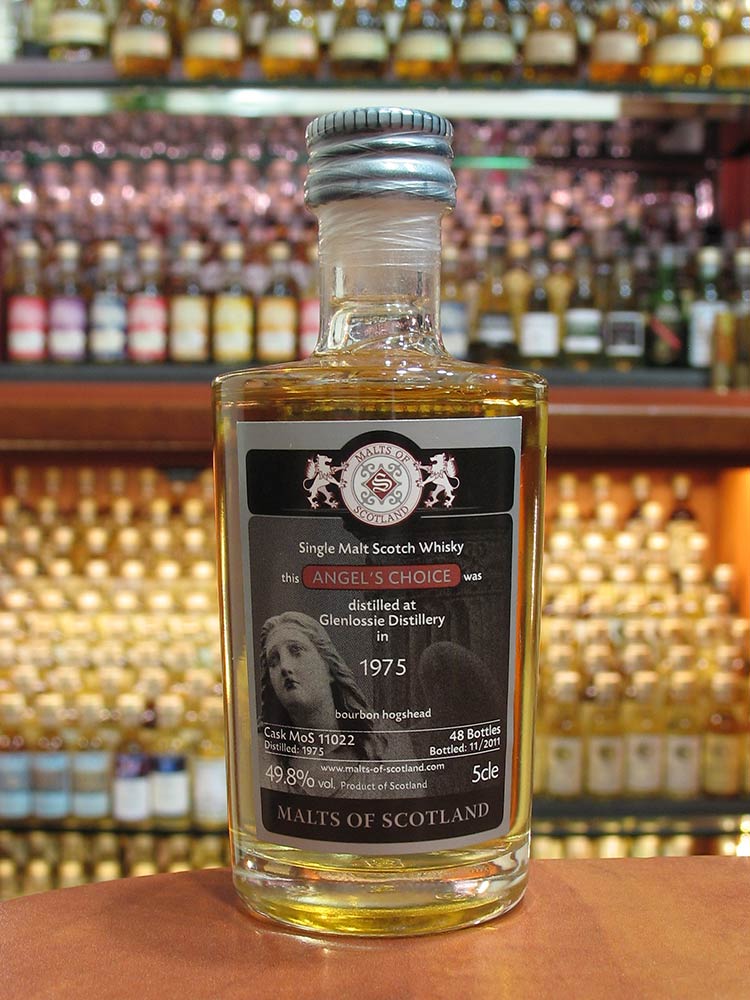 MALTS OF
S
SCOTLAND
Single Malt Scotch Whisky
this ANGEL'S CHOICE was
distilled at
Glenlossie Distillery
in
1975
bourbon hogshead
Cask MoS 11022 48 Bottles
Distilled: 1975 Bottled: 11/2011
www.malts-of-scotland.com
49.8% vol. Product of Scotland 5cle
MALTS OF SCOTLAND